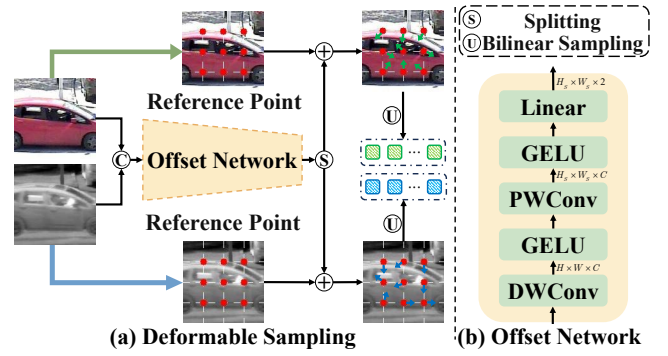 Reference Point
C
Offset Network
S
Reference Point
U
U
(a) Deformable Sampling
S Splitting
U Bilinear Sampling
H_s × W_s × 2
Linear
GELU
H_s × W_s × C
PWConv
GELU
H × W × C
DWConv
(b) Offset Network